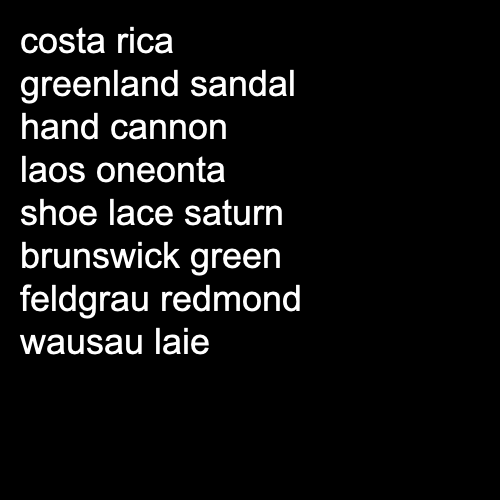 costa rica
greenland sandal
hand cannon
laos oneonta
shoe lace saturn
brunswick green
feldgrau redmond
wausau laie